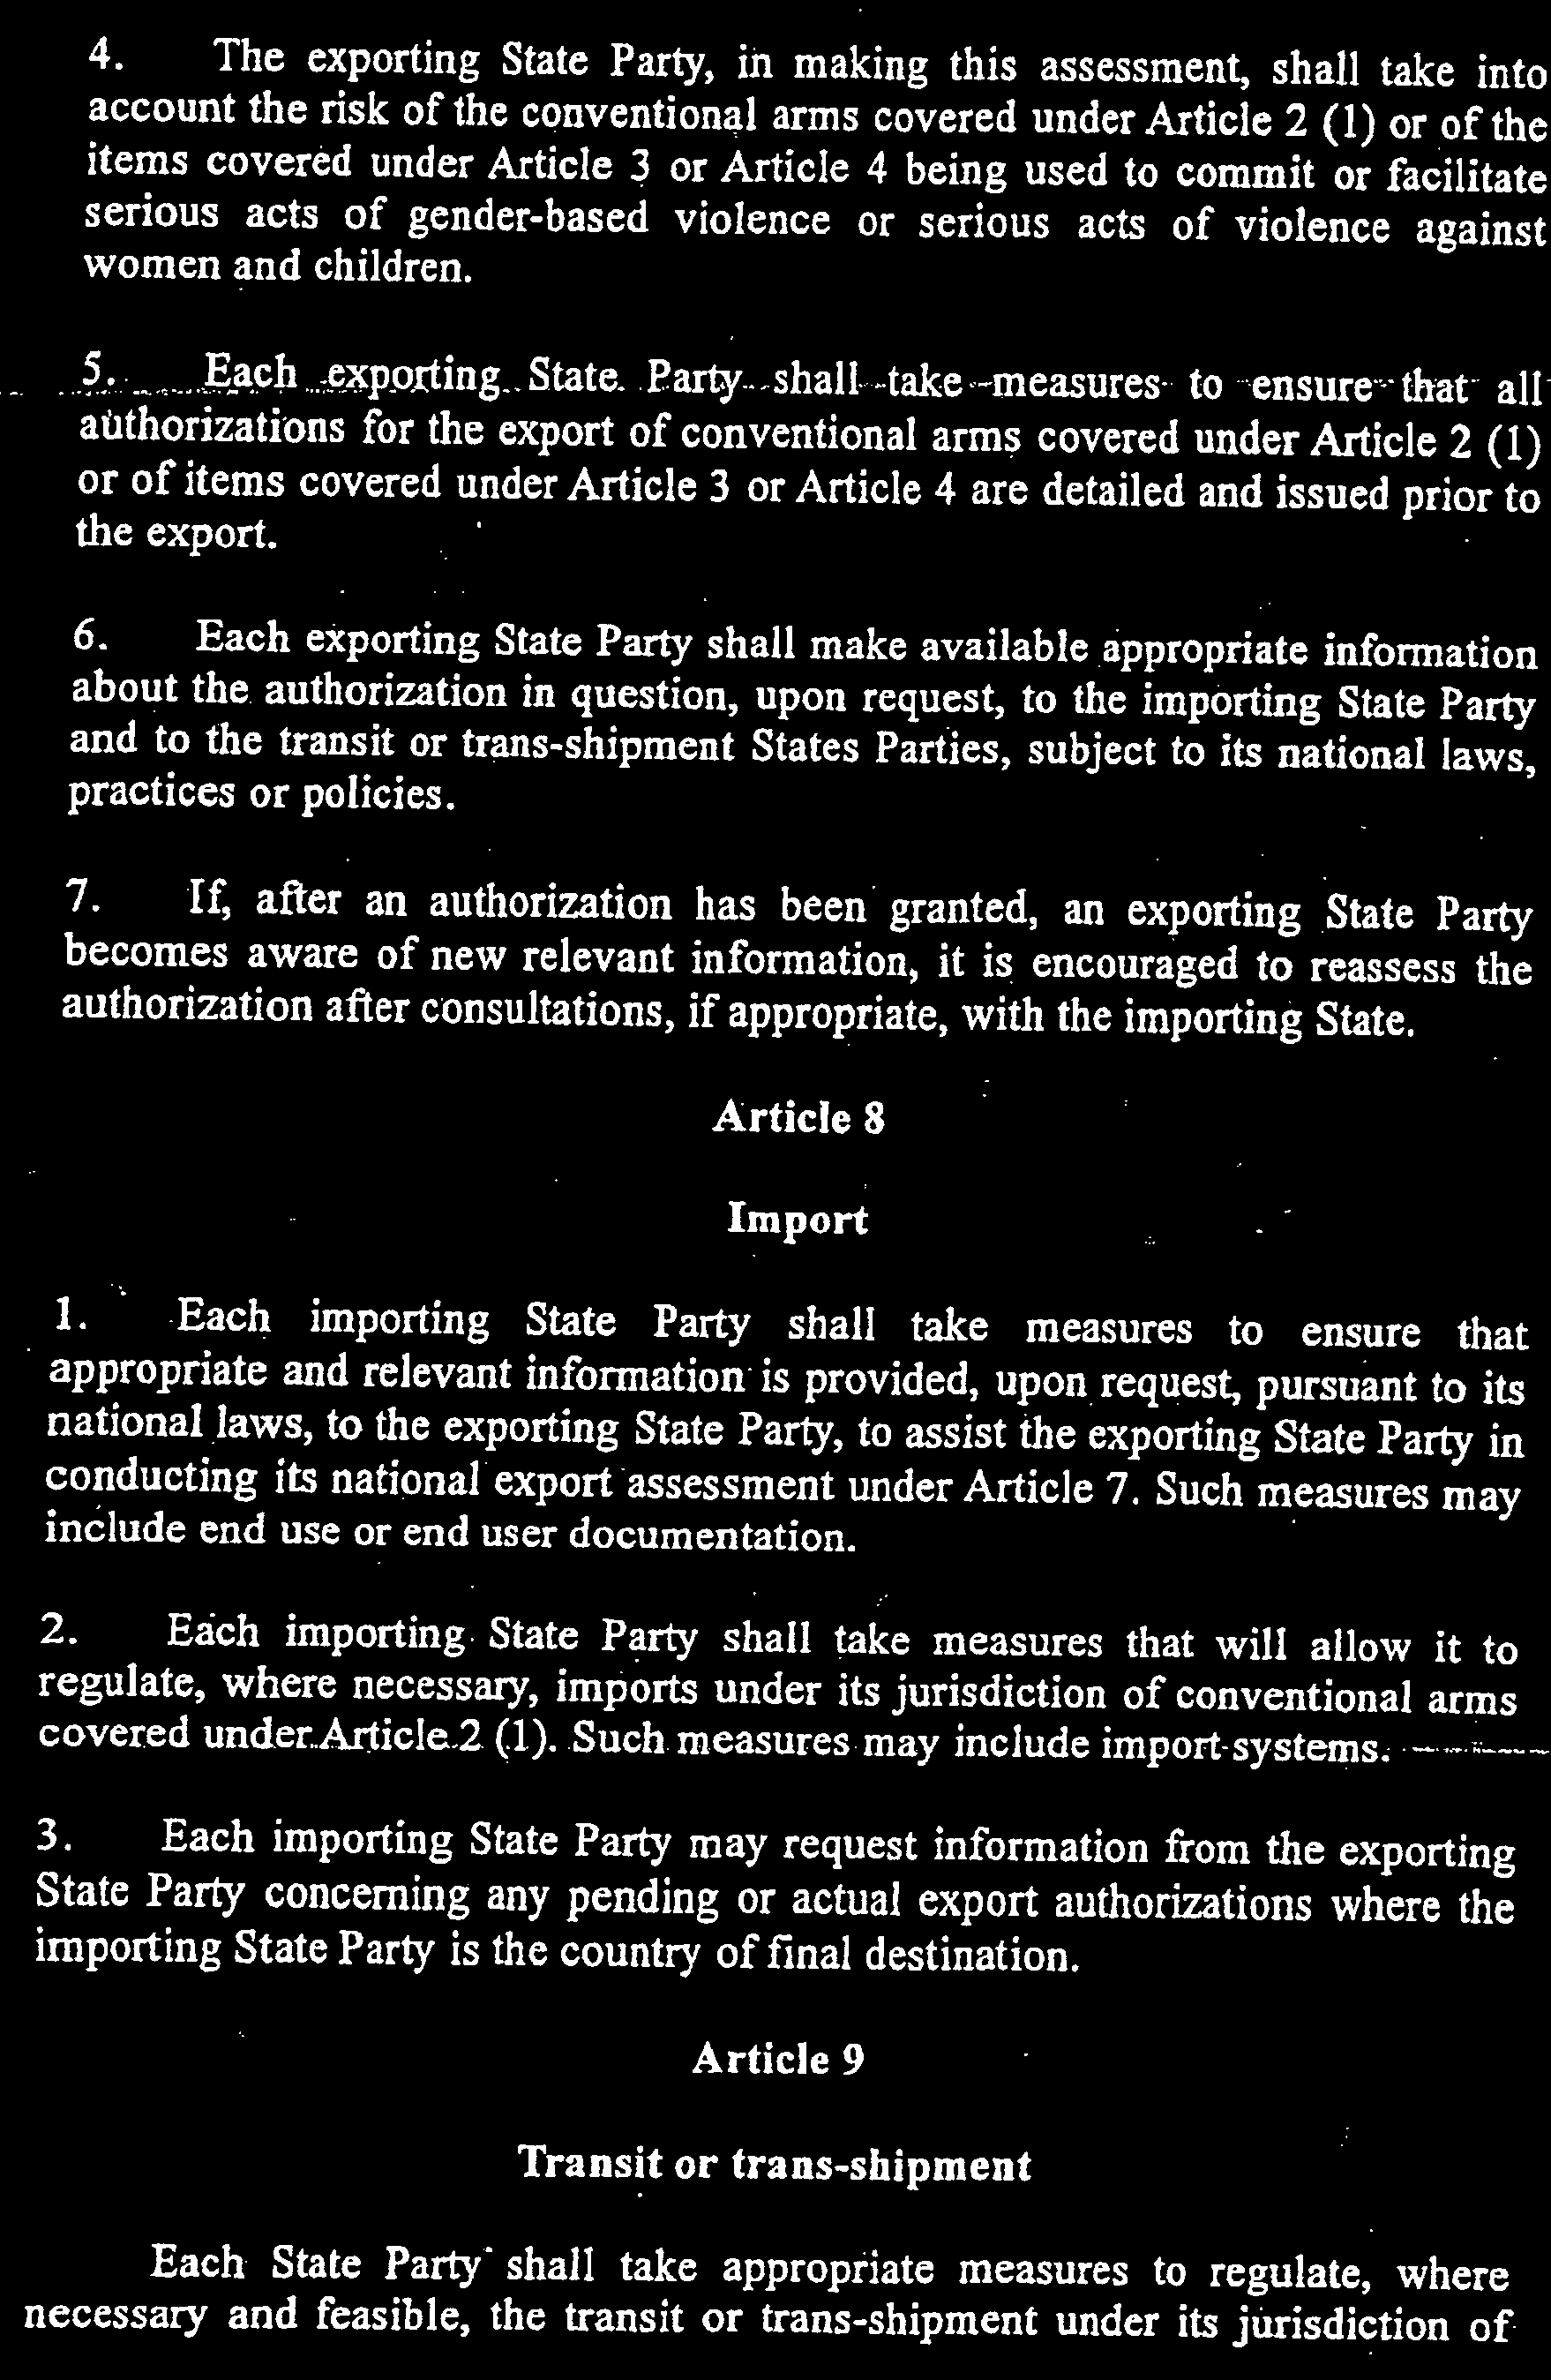 4. The exporting State Party, in making this assessment, shall take into
account the risk of the conventional arms covered under Article 2 (1) or of the
items covered under Article 3 or Article 4 being used to commit or facilitate
serious acts of gender-based violence or serious acts of violence against
women and children.
5. Each exporting State Party shall take measures to ensure that all
authorizations for the export of conventional arms covered under Article 2 (1)
or of items covered under Article 3 or Article 4 are detailed and issued prior to
the export.
6. Each exporting State Party shall make available appropriate information
about the authorization in question, upon request, to the importing State Party
and to the transit or trans-shipment States Parties, subject to its national laws,
practices or policies.
7. If, after an authorization has been granted, an exporting State Party
becomes aware of new relevant information, it is encouraged to reassess the
authorization after consultations, if appropriate, with the importing State.
Article 8
Import
1. Each importing State Party shall take measures to ensure that
appropriate and relevant information is provided, upon request, pursuant to its
national laws, to the exporting State Party, to assist the exporting State Party in
conducting its national export assessment under Article 7. Such measures may
include end use or end user documentation.
2. Each importing State Party shall take measures that will allow it to
regulate, where necessary, imports under its jurisdiction of conventional arms
covered under Article 2 (1). Such measures may include import systems.
3. Each importing State Party may request information from the exporting
State Party concerning any pending or actual export authorizations where the
importing State Party is the country of final destination.
Article 9
Transit or trans-shipment
Each State Party shall take appropriate measures to regulate, where
necessary and feasible, the transit or trans-shipment under its jurisdiction of